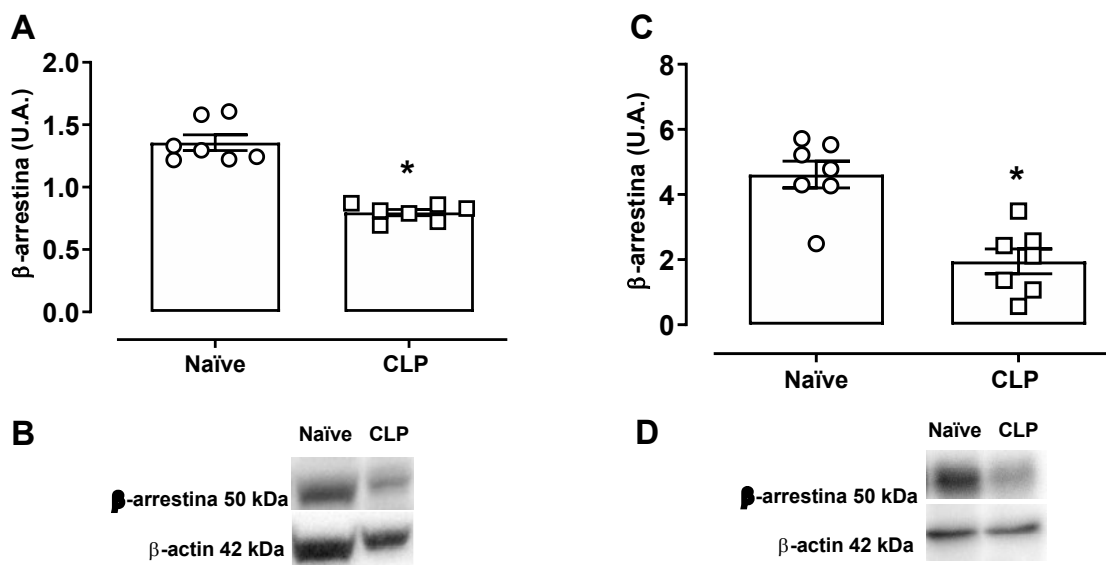 A
β-arrestina (U.A.)
2.0
1.5
1.0
0.5
0.0
*
Naïve
CLP
B
Naïve CLP
β-arrestina 50 kDa
β-actin 42 kDa
C
β-arrestina (U.A.)
8
6
4
2
0
*
Naïve
CLP
D
Naïve CLP
β-arrestina 50 kDa
β-actin 42 kDa